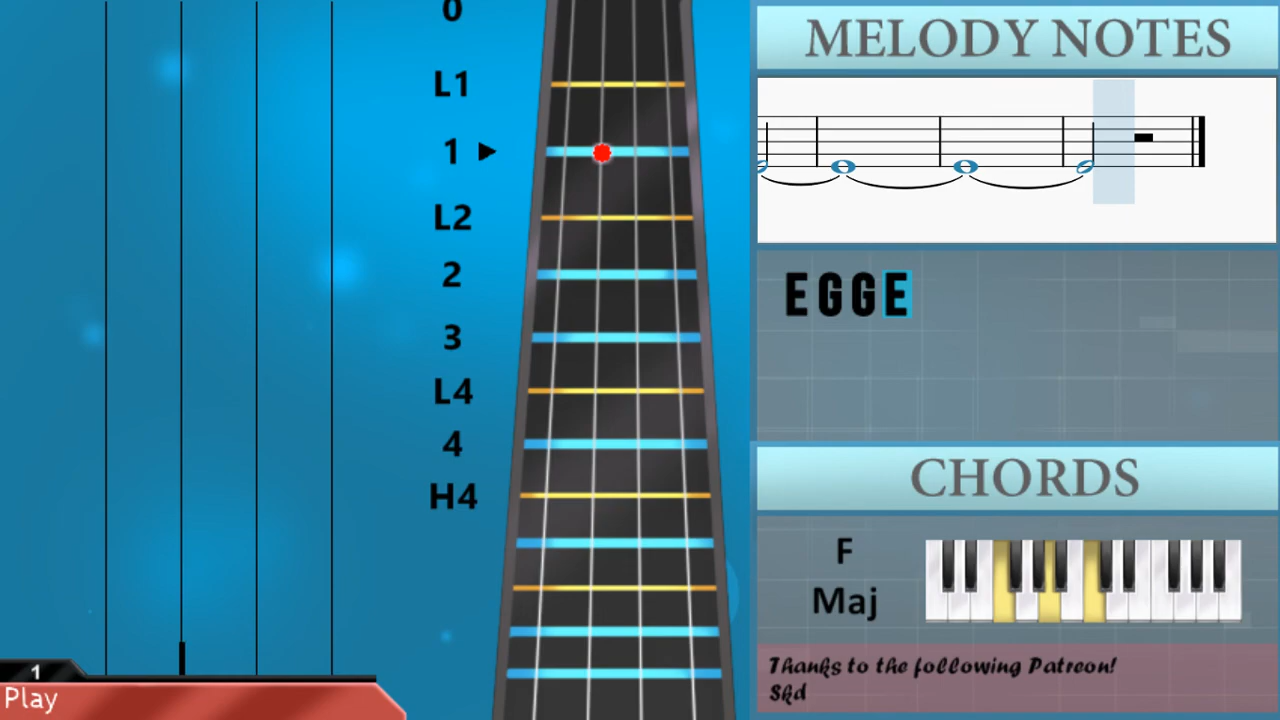 0
L1
1
L2
2
3
L4
4
H4
1
Play
MELODY NOTES
E G G E
CHORDS
F
Maj
Thanks to the following Patreon!
Skd